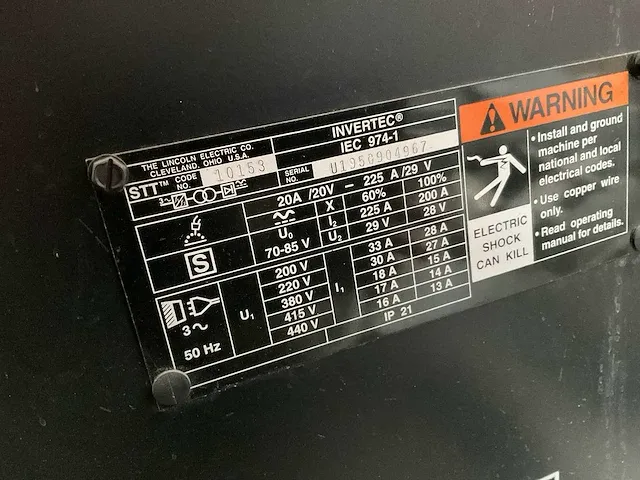 THE LINCOLN ELECTRIC CO.
CLEVELAND, OHIO U.S.A.
INVERTEC®
IEC 974-1
STT™ CODE NO. 10153 SERIAL NO. U1950904967
20A /20V – 225 A/29 V
X 60% 100%
U0 I2 225 A 200 A
70-85 V U2 29 V 28 V
S
U1 I1
200 V 33 A 28 A
220 V 30 A 27 A
380 V 18 A 15 A
415 V 17 A 14 A
440 V 16 A 13 A
3~
50 Hz
IP 21
WARNING
ELECTRIC
SHOCK
CAN KILL
• Install and ground
machine per
national and local
electrical codes.
• Use copper wire
only.
• Read operating
manual for details.